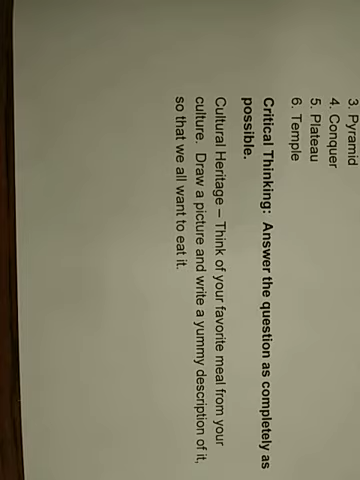 3. Pyramid
4. Conquer
5. Plateau
6. Temple
Critical Thinking: Answer the question as completely as
possible.
Cultural Heritage – Think of your favorite meal from your
culture. Draw a picture and write a yummy description of it,
so that we all want to eat it.